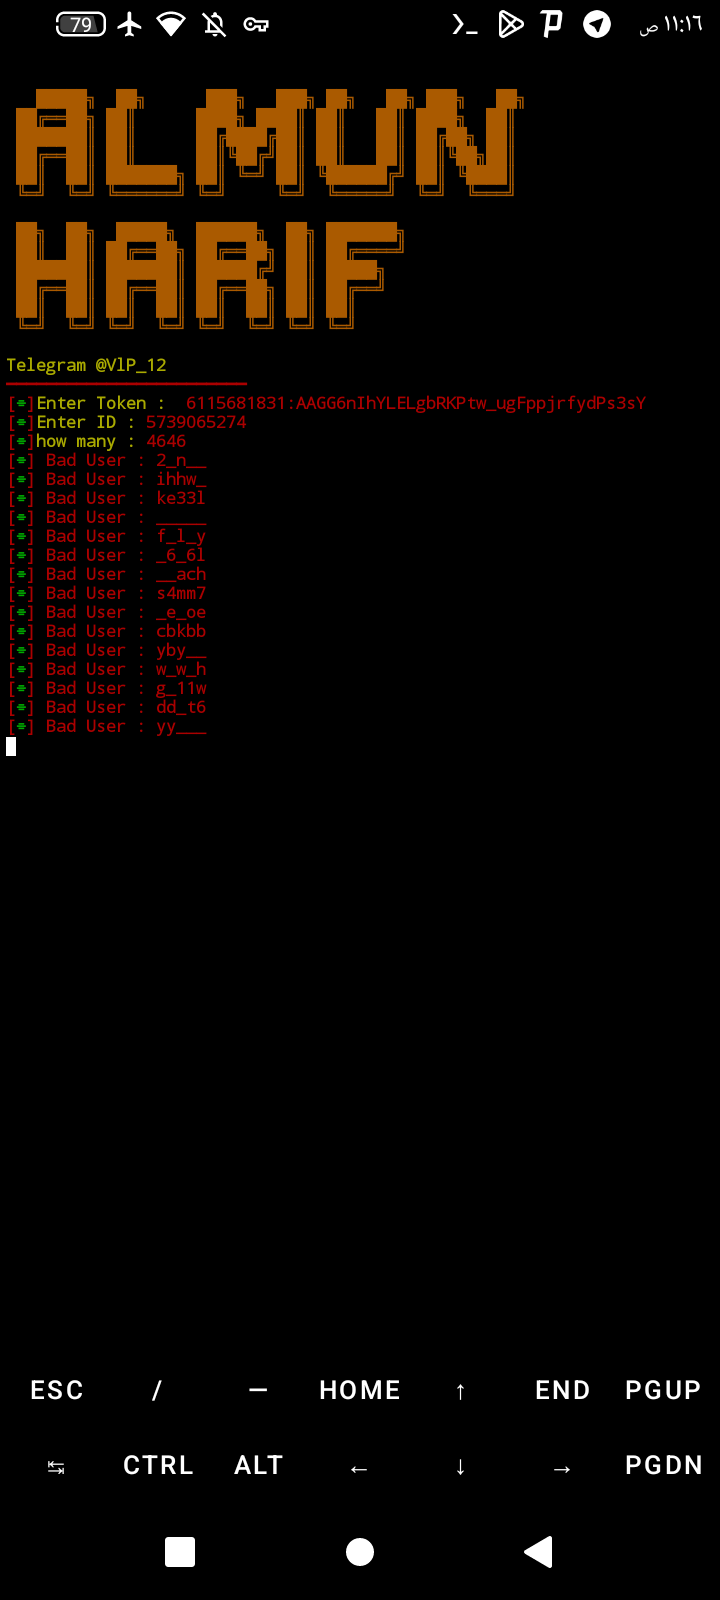 79 ١١:١٦ ص
ALMUN
HARIF
Telegram @VlP_12
[≑]Enter Token :  6115681831:AAGG6nIhYLELgbRKPtw_ugFppjrfydPs3sY
[≑]Enter ID : 5739065274
[≑]how many : 4646
[≑] Bad User : 2_n__
[≑] Bad User : ihhw_
[≑] Bad User : ke33l
[≑] Bad User : _____
[≑] Bad User : f_l_y
[≑] Bad User : _6_6l
[≑] Bad User : __ach
[≑] Bad User : s4mm7
[≑] Bad User : _e_oe
[≑] Bad User : cbkbb
[≑] Bad User : yby__
[≑] Bad User : w_w_h
[≑] Bad User : g_11w
[≑] Bad User : dd_t6
[≑] Bad User : yy___
ESC / — HOME ↑ END PGUP
↹ CTRL ALT ← ↓ → PGDN